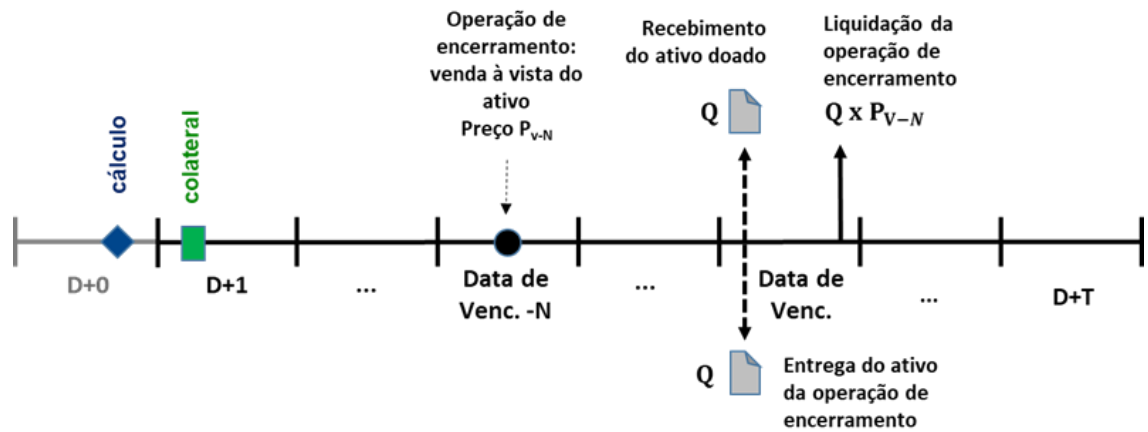 Operação de
encerramento:
venda à vista do
ativo
Preço Pv-N
Recebimento
do ativo doado
Q
Liquidação da
operação de
encerramento
Q x PV−N
cálculo
colateral
D+0
D+1
...
Data de
Venc. -N
...
Data de
Venc.
...
D+T
Q
Entrega do ativo
da operação de
encerramento